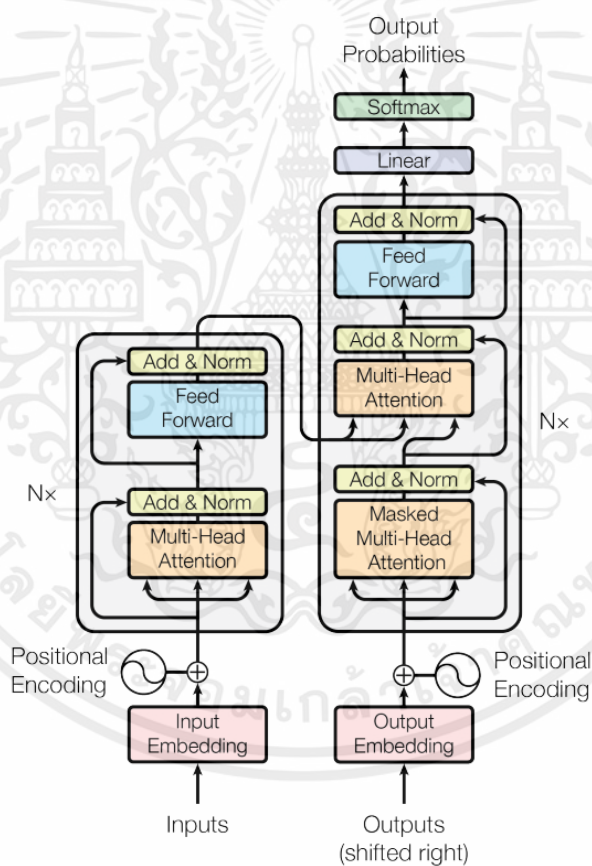 Output
Probabilities
Softmax
Linear
Add & Norm
Feed
Forward
Add & Norm
Multi-Head
Attention
Add & Norm
Masked
Multi-Head
Attention
Nx
Add & Norm
Feed
Forward
Add & Norm
Multi-Head
Attention
Nx
Positional
Encoding
Positional
Encoding
Input
Embedding
Output
Embedding
Inputs
Outputs
(shifted right)